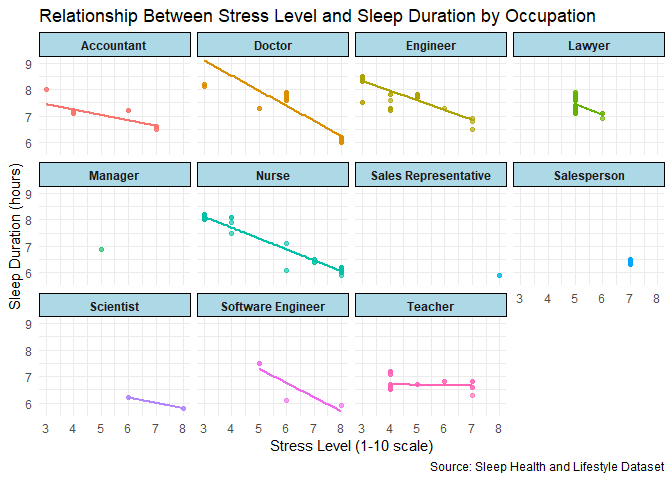 Relationship Between Stress Level and Sleep Duration by Occupation
Accountant Doctor Engineer Lawyer
9
8
7
6
Manager Nurse Sales Representative Salesperson
9
8
7
6
3 4 5 6 7 8
Scientist Software Engineer Teacher
9
8
7
6
3 4 5 6 7 8 3 4 5 6 7 8 3 4 5 6 7 8
Sleep Duration (hours)
Stress Level (1-10 scale)
Source: Sleep Health and Lifestyle Dataset